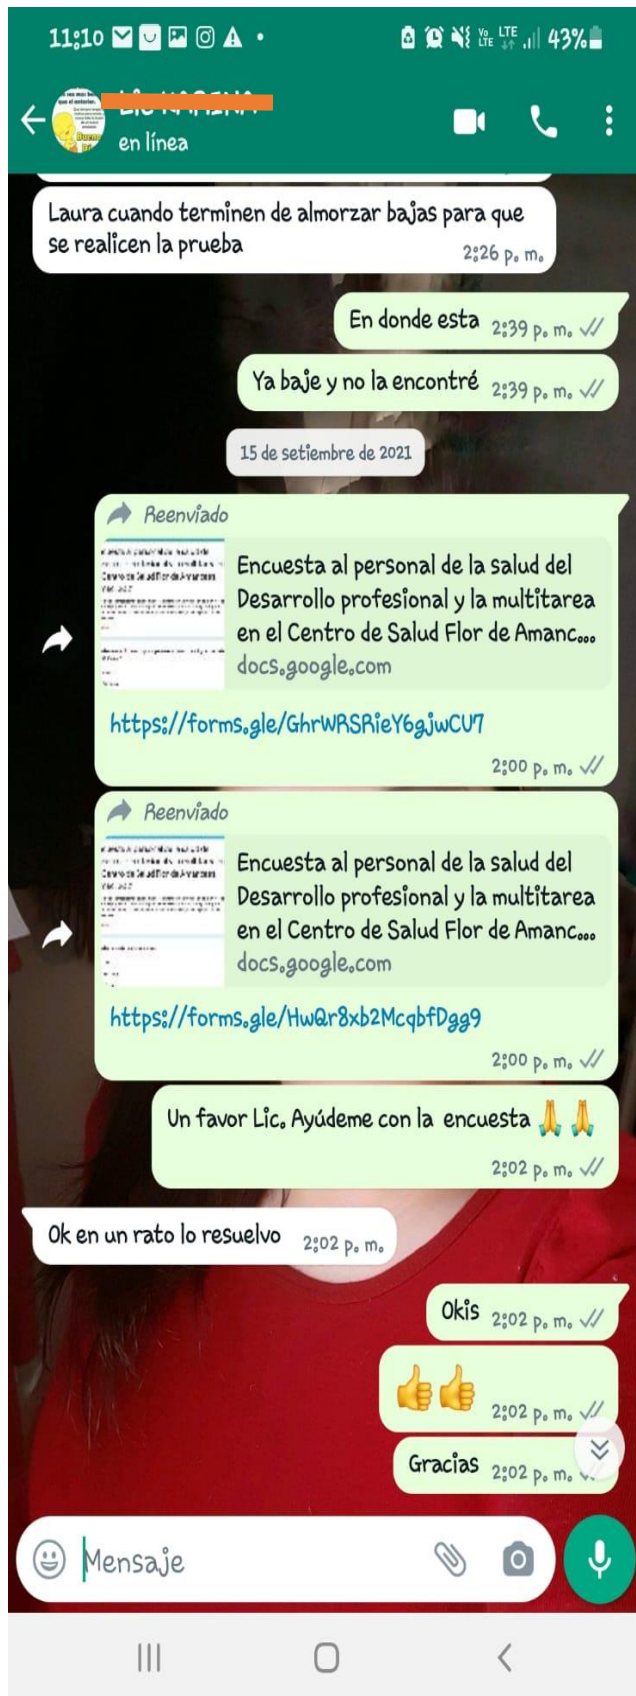 11:10
Vo LTE LTE 43%
en línea
Laura cuando terminen de almorzar bajas para que
se realicen la prueba
2:26 p. m.
En donde esta 2:39 p. m.
Ya baje y no la encontré 2:39 p. m.
15 de setiembre de 2021
Reenviado
Encuesta al personal de la salud del
Desarrollo profesional y la multitarea
en el Centro de Salud Flor de Amanc...
docs.google.com
https://forms.gle/GhrWRSRieY6gjwCU7
2:00 p. m.
Reenviado
Encuesta al personal de la salud del
Desarrollo profesional y la multitarea
en el Centro de Salud Flor de Amanc...
docs.google.com
https://forms.gle/HwQr8xb2McqbfDgg9
2:00 p. m.
Un favor Lic. Ayúdeme con la encuesta 🙏 🙏
2:02 p. m.
Ok en un rato lo resuelvo 2:02 p. m.
Okis 2:02 p. m.
👍👍 2:02 p. m.
Gracias 2:02 p. m.
Mensaje